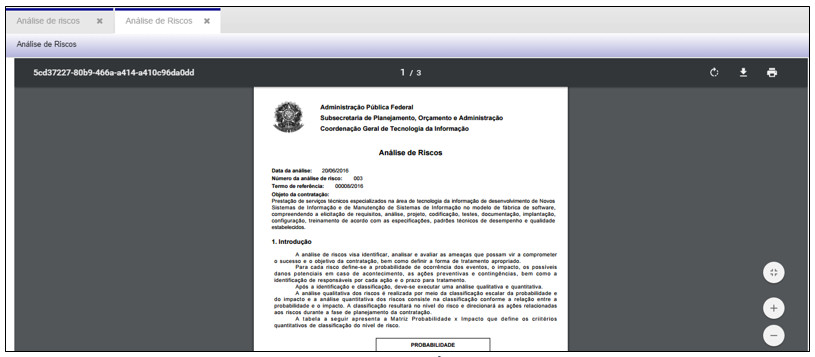 Análise de riscos ✖ Análise de Riscos ✖
Análise de Riscos
5cd37227-80b9-466a-a414-a410c96da0dd 1 / 3
Administração Pública Federal
Subsecretaria de Planejamento, Orçamento e Administração
Coordenação Geral de Tecnologia da Informação
Análise de Riscos
Data da análise: 20/06/2016
Número da análise de risco: 003
Termo de referência: 00008/2016
Objeto da contratação:
Prestação de serviços técnicos especializados na área de tecnologia da informação de desenvolvimento de Novos
Sistemas de Informação e de Manutenção de Sistemas de Informação no modelo de fábrica de software,
compreendendo a elicitação de requisitos, análise, projeto, codificação, testes, documentação, implantação,
configuração, treinamento de acordo com as especificações, padrões técnicos de desempenho e qualidade
estabelecidos.
1. Introdução
A análise de riscos visa identificar, analisar e avaliar as ameaças que possam vir a comprometer
o sucesso e o objetivo da contratação, bem como definir a forma de tratamento apropriado.
Para cada risco define-se a probabilidade de ocorrência dos eventos, o impacto, os possíveis
danos potenciais em caso de acontecimento, as ações preventivas e contingências, bem como a
identificação de responsáveis por cada ação e o prazo para tratamento.
Após a identificação e classificação, deve-se executar uma análise qualitativa e quantitativa.
A análise qualitativa dos riscos é realizada por meio da classificação escalar da probabilidade e
do impacto e a análise quantitativa dos riscos consiste na classificação conforme a relação entre a
probabilidade e o impacto. A classificação resultará no nível do risco e direcionará as ações relacionadas
aos riscos durante a fase de planejamento da contratação.
A tabela a seguir apresenta a Matriz Probabilidade x Impacto que define os critérios
quantitativos de classificação do nível de risco.
PROBABILIDADE